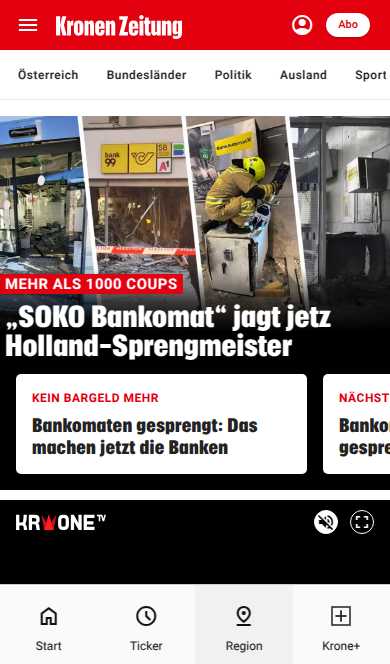 Kronen Zeitung
Abo
Österreich Bundesländer Politik Ausland Sport
bank
99
SB
A1
MEHR ALS 1000 COUPS
„SOKO Bankomat“ jagt jetz
Holland-Sprengmeister
KEIN BARGELD MEHR
Bankomaten gesprengt: Das
machen jetzt die Banken
NÄCHST
Banko
gespre
KRONE TV
Start Ticker Region Krone+